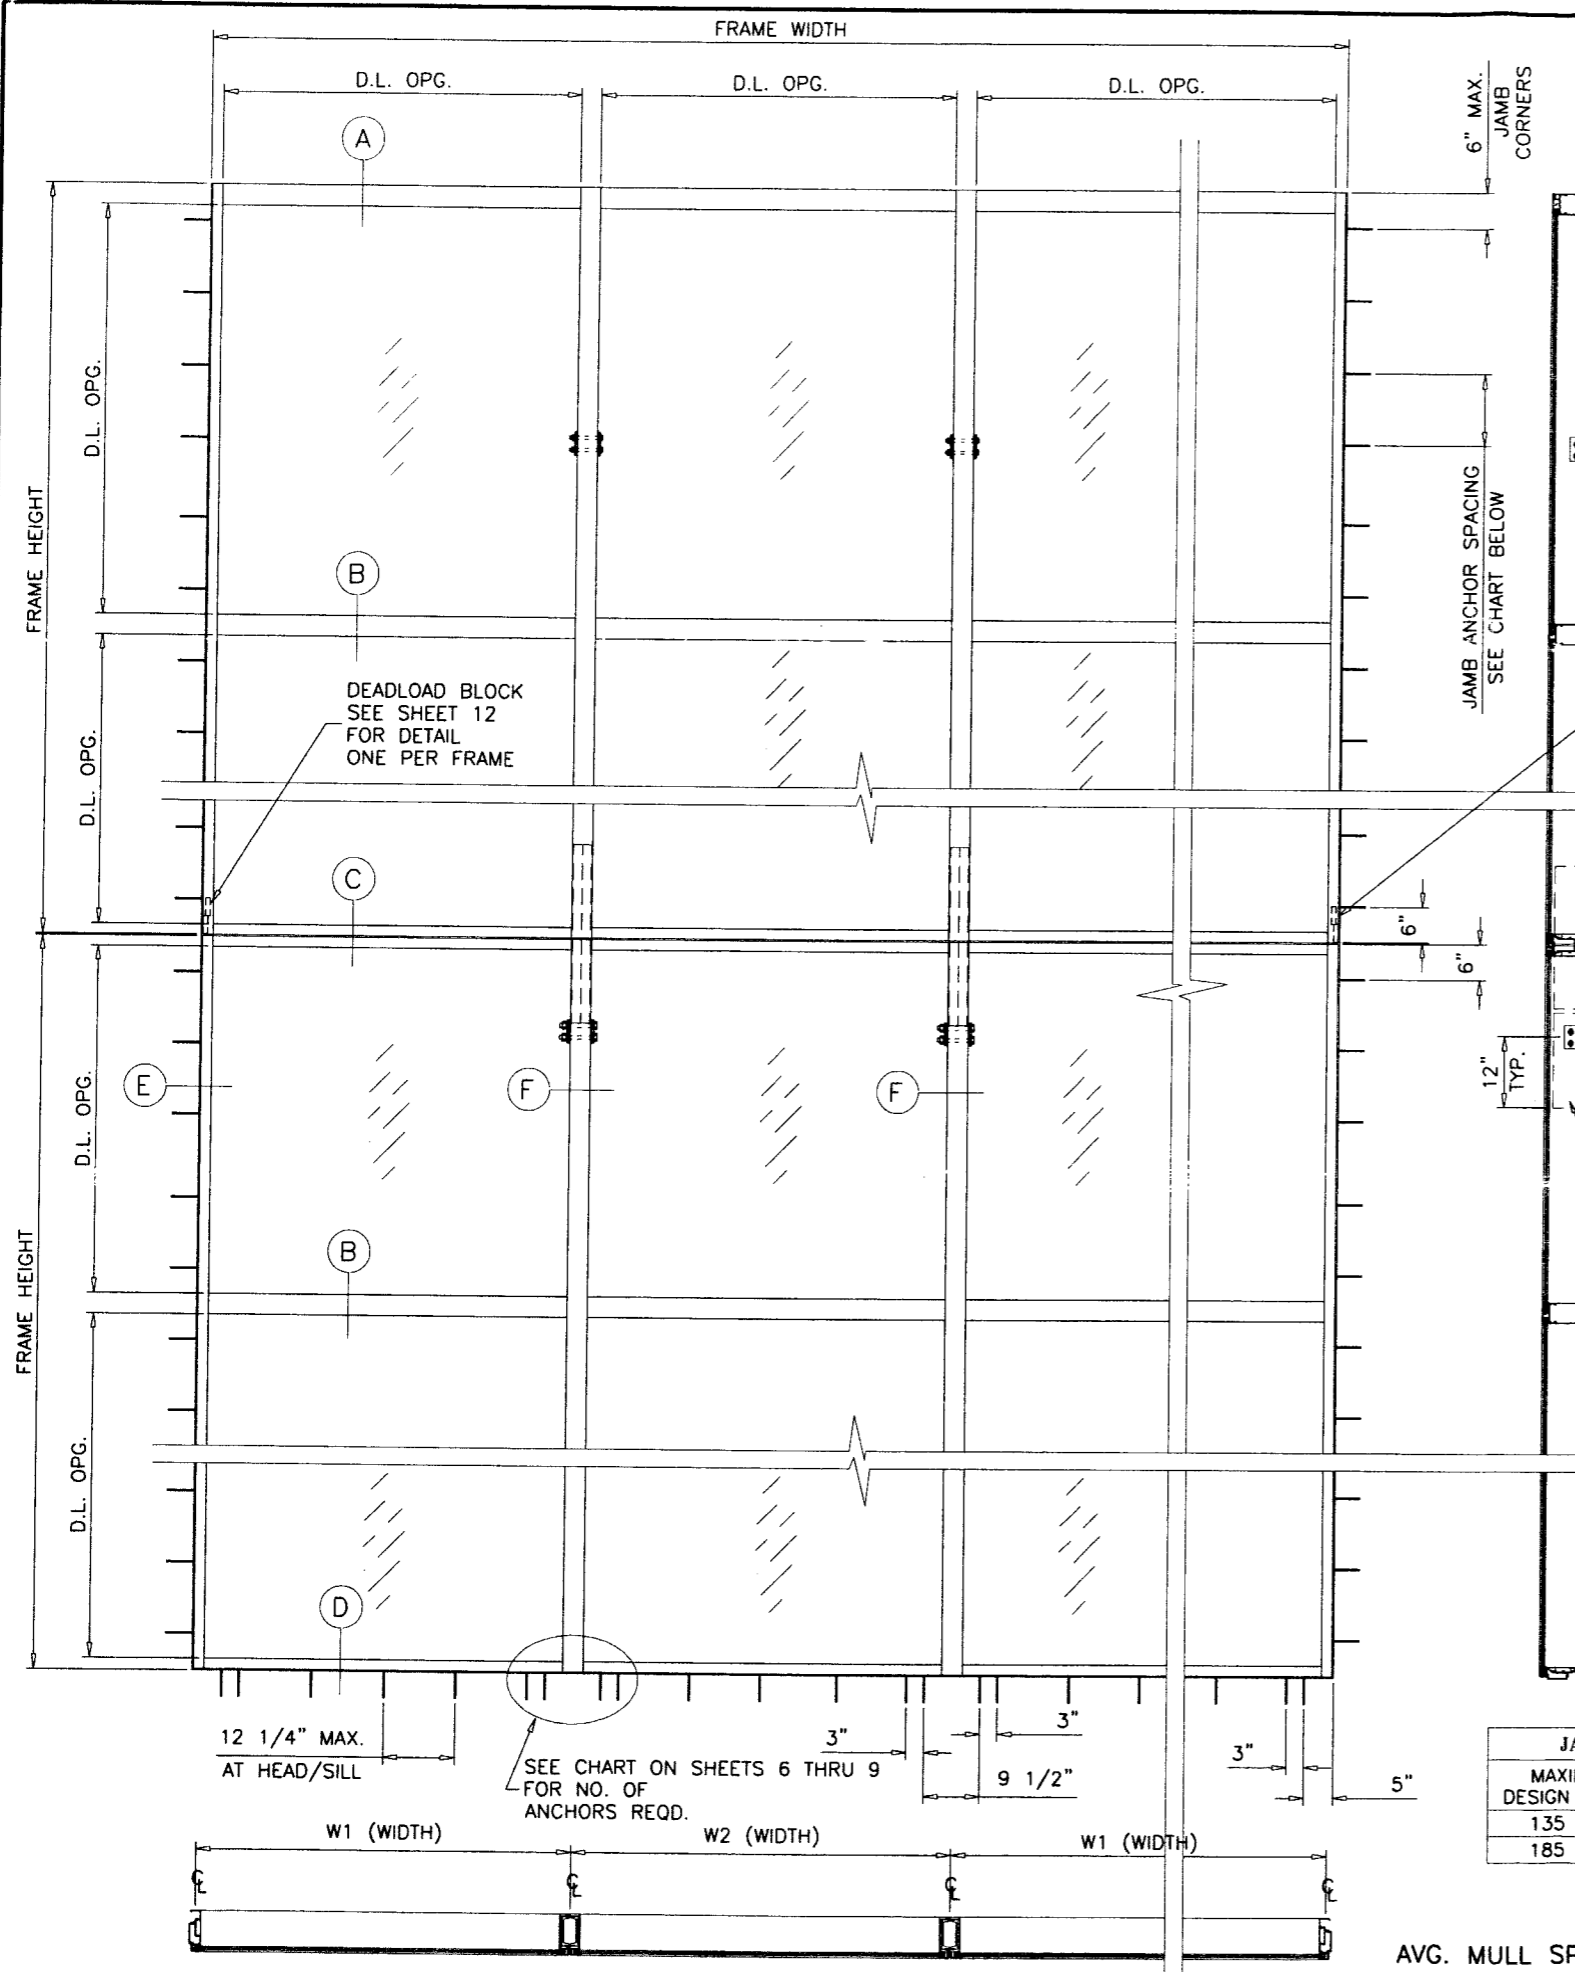 FRAME WIDTH
D.L. OPG.
D.L. OPG.
D.L. OPG.
6" MAX.
JAMB
CORNERS
A
D.L. OPG.
FRAME HEIGHT
B
JAMB ANCHOR SPACING
SEE CHART BELOW
DEADLOAD BLOCK
SEE SHEET 12
FOR DETAIL
ONE PER FRAME
D.L. OPG.
C
6"
6"
12"
TYP.
E
F
F
D.L. OPG.
FRAME HEIGHT
B
D.L. OPG.
D
12 1/4" MAX.
AT HEAD/SILL
SEE CHART ON SHEETS 6 THRU 9
FOR NO. OF
ANCHORS REQD.
3"
3"
9 1/2"
3"
5"
JA
MAXI
DESIGN
135
185
W1 (WIDTH)
W2 (WIDTH)
W1 (WIDTH)
℄
℄
℄
℄
AVG. MULL SP